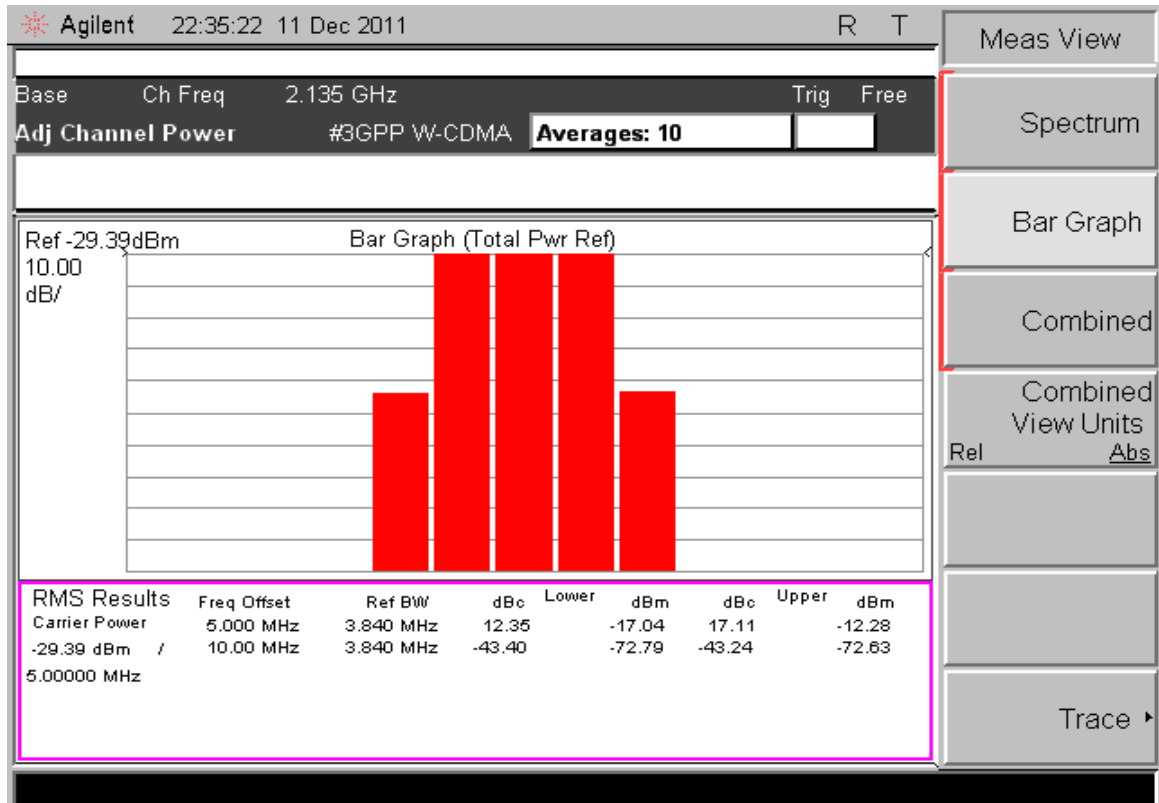 Agilent 22:35:22 11 Dec 2011 R T
Base Ch Freq 2.135 GHz Trig Free
Adj Channel Power #3GPP W-CDMA Averages: 10
Ref -29.39dBm Bar Graph (Total Pwr Ref)
10.00
dB/
RMS Results Freq Offset Ref BW dBc Lower dBm dBc Upper dBm
Carrier Power 5.000 MHz 3.840 MHz 12.35 -17.04 17.11 -12.28
-29.39 dBm / 10.00 MHz 3.840 MHz -43.40 -72.79 -43.24 -72.63
5.00000 MHz
Meas View
Spectrum
Bar Graph
Combined
Combined
View Units
Rel Abs
Trace